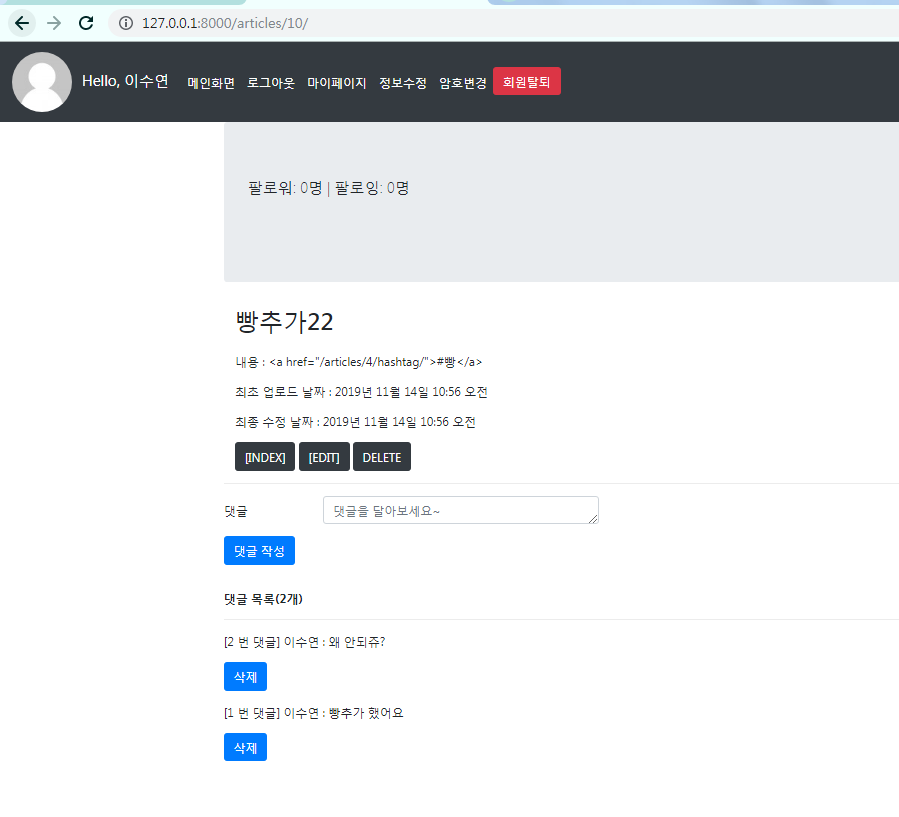 127.0.0.1:8000/articles/10/
Hello, 이수연 메인화면 로그아웃 마이페이지 정보수정 암호변경 회원탈퇴
팔로워: 0명 | 팔로잉: 0명
빵추가22
내용 : <a href="/articles/4/hashtag/">#빵</a>
최초 업로드 날짜 : 2019년 11월 14일 10:56 오전
최종 수정 날짜 : 2019년 11월 14일 10:56 오전
[INDEX] [EDIT] DELETE
댓글 댓글을 달아보세요~
댓글 작성
댓글 목록(2개)
[2 번 댓글] 이수연 : 왜 안되쥬?
삭제
[1 번 댓글] 이수연 : 빵추가 했어요
삭제